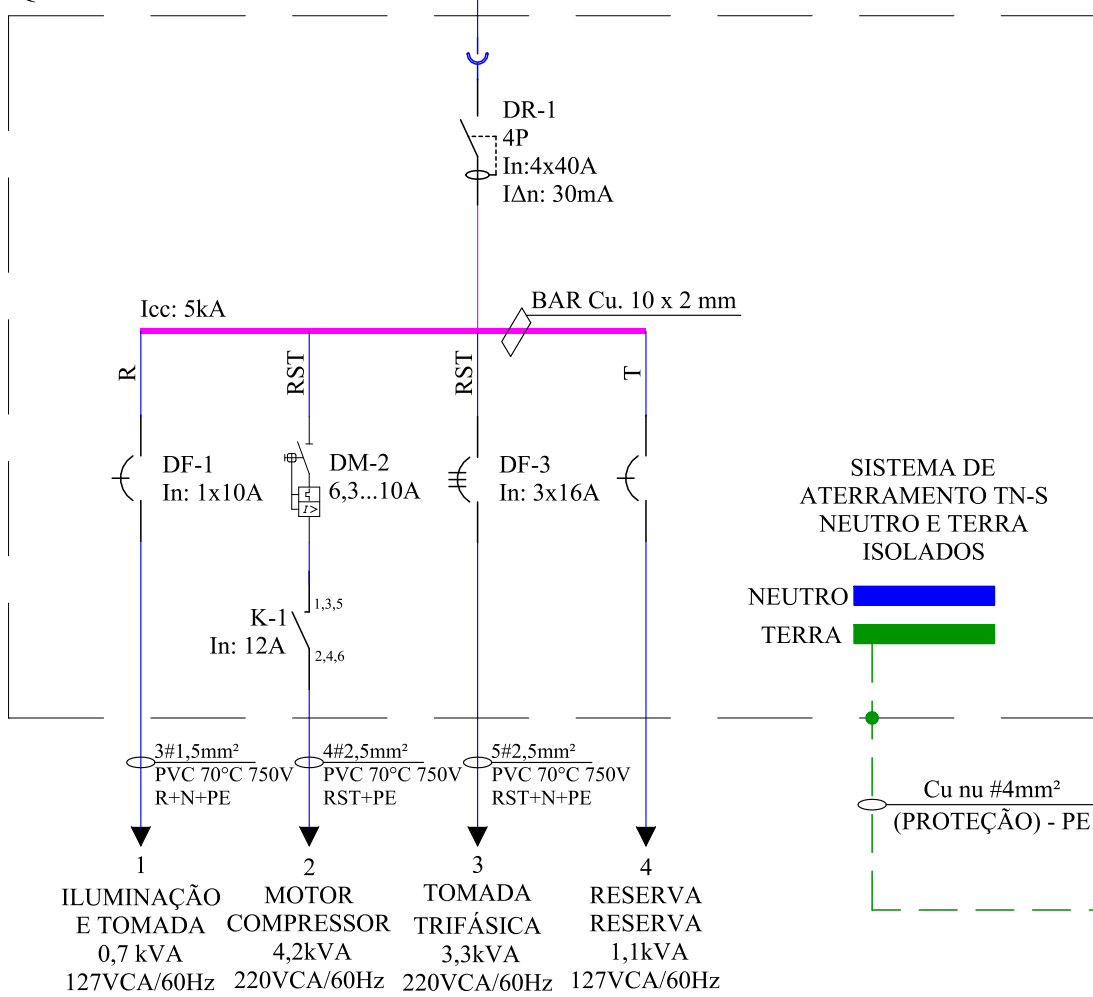 DR-1
4P
In:4x40A
IΔn: 30mA
Icc: 5kA
BAR Cu. 10 x 2 mm
R
RST
RST
T
DF-1
In: 1x10A
DM-2
6,3...10A
I>
DF-3
In: 3x16A
K-1
In: 12A
1,3,5
2,4,6
SISTEMA DE
ATERRAMENTO TN-S
NEUTRO E TERRA
ISOLADOS
NEUTRO
TERRA
3#1,5mm²
PVC 70°C 750V
R+N+PE
4#2,5mm²
PVC 70°C 750V
RST+PE
5#2,5mm²
PVC 70°C 750V
RST+N+PE
Cu nu #4mm²
(PROTEÇÃO) - PE
1
ILUMINAÇÃO
E TOMADA
0,7 kVA
127VCA/60Hz
2
MOTOR
COMPRESSOR
4,2kVA
220VCA/60Hz
3
TOMADA
TRIFÁSICA
3,3kVA
220VCA/60Hz
4
RESERVA
RESERVA
1,1kVA
127VCA/60Hz